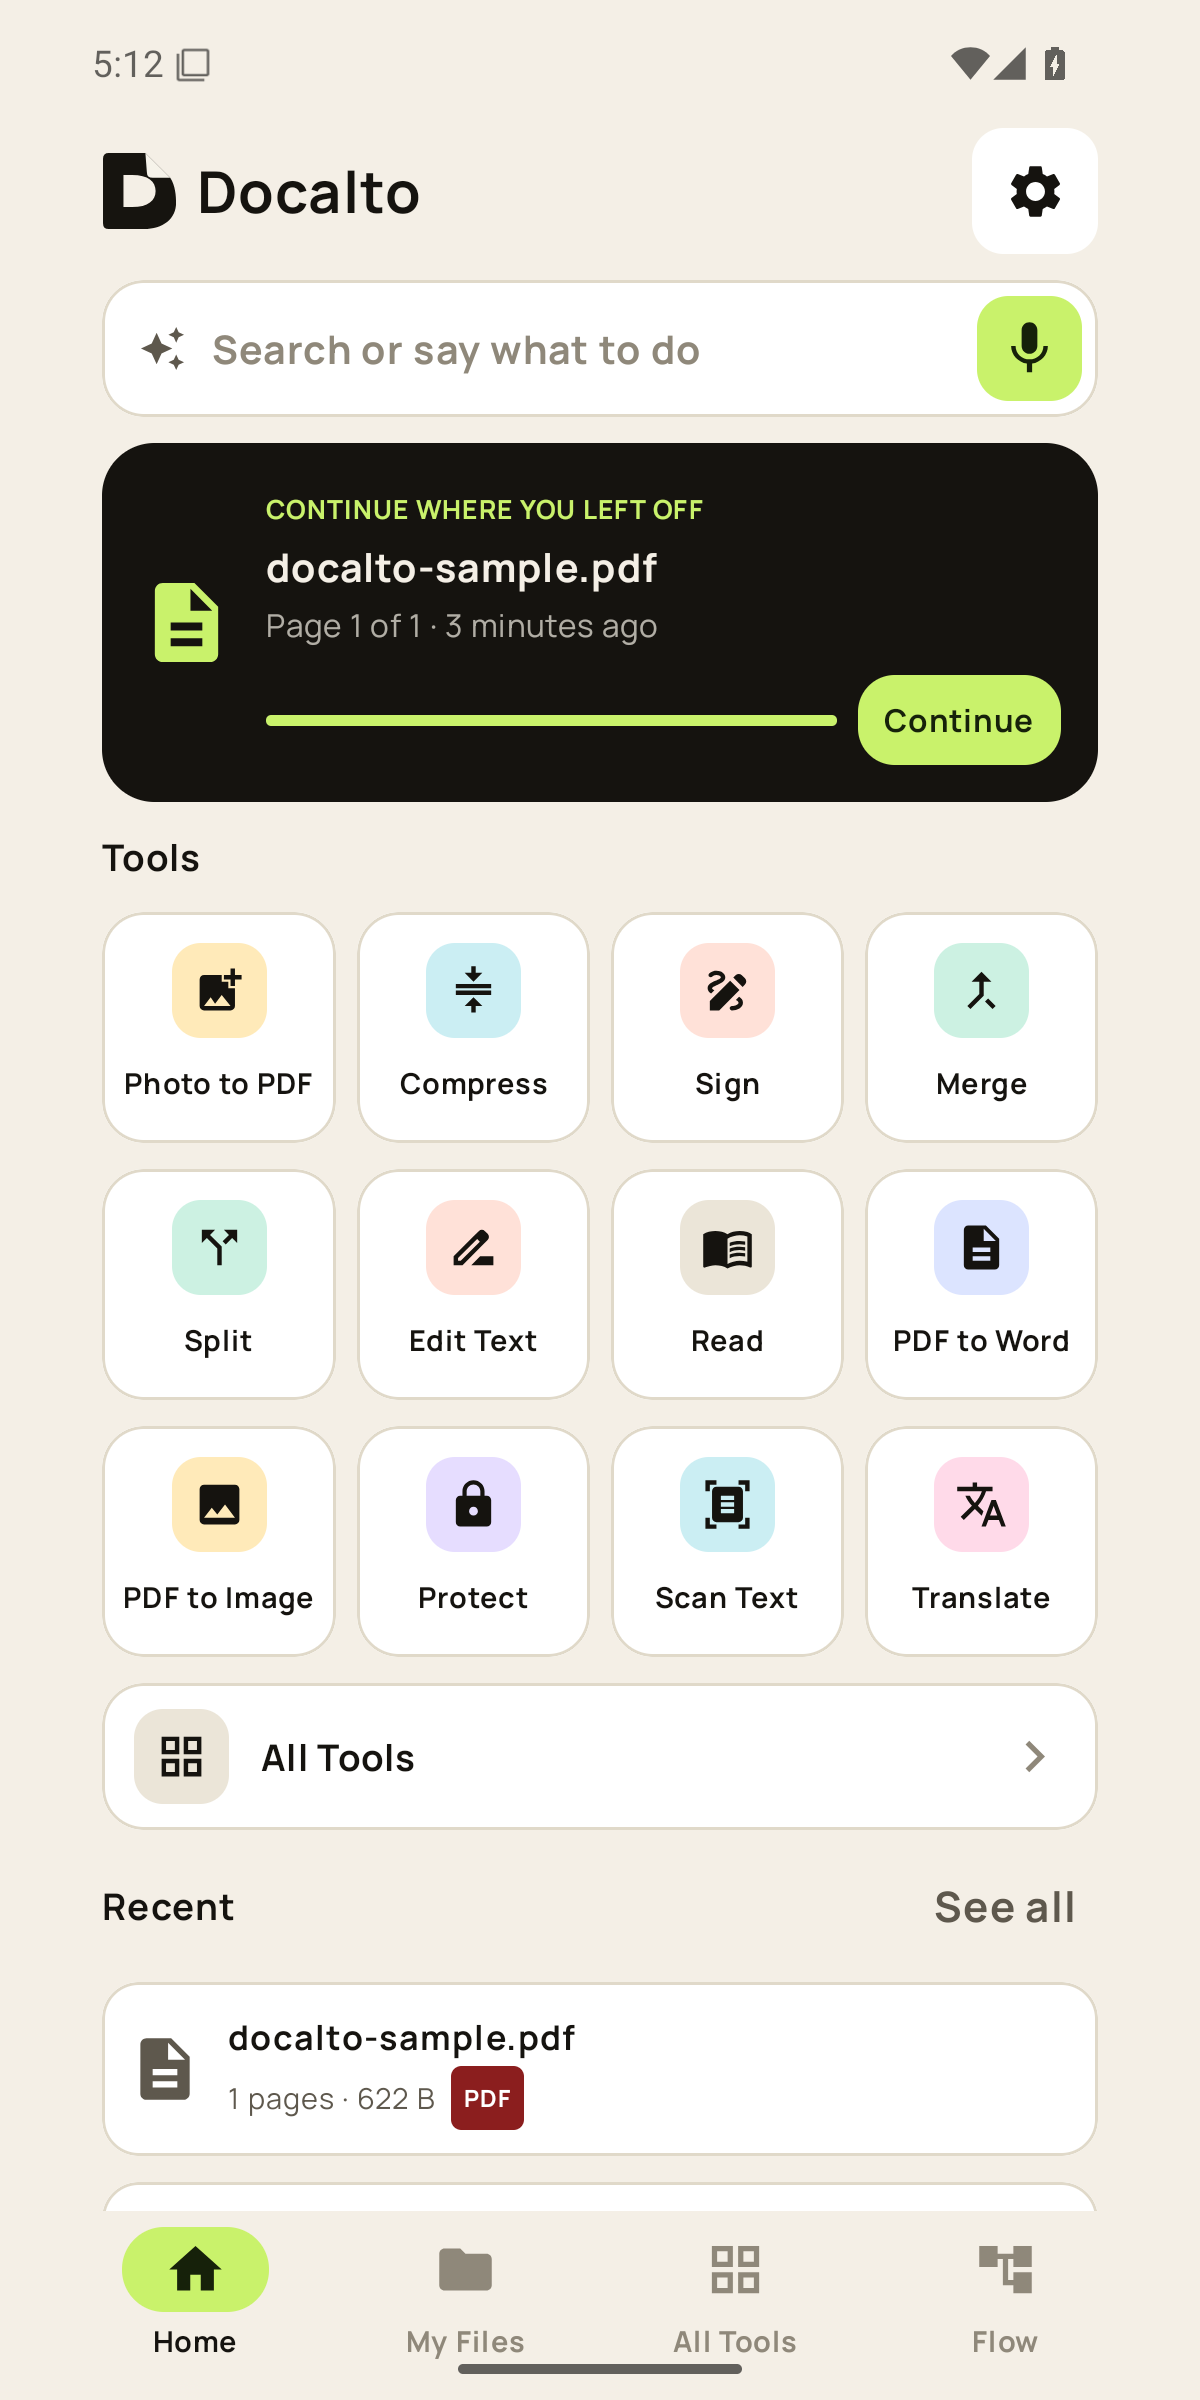 5:12
Docalto
Search or say what to do
CONTINUE WHERE YOU LEFT OFF
docalto-sample.pdf
Page 1 of 1 · 3 minutes ago
Continue
Tools
Photo to PDF
Compress
Sign
Merge
Split
Edit Text
Read
PDF to Word
PDF to Image
Protect
Scan Text
Translate
All Tools
Recent
See all
docalto-sample.pdf
1 pages · 622 B PDF
Home
My Files
All Tools
Flow